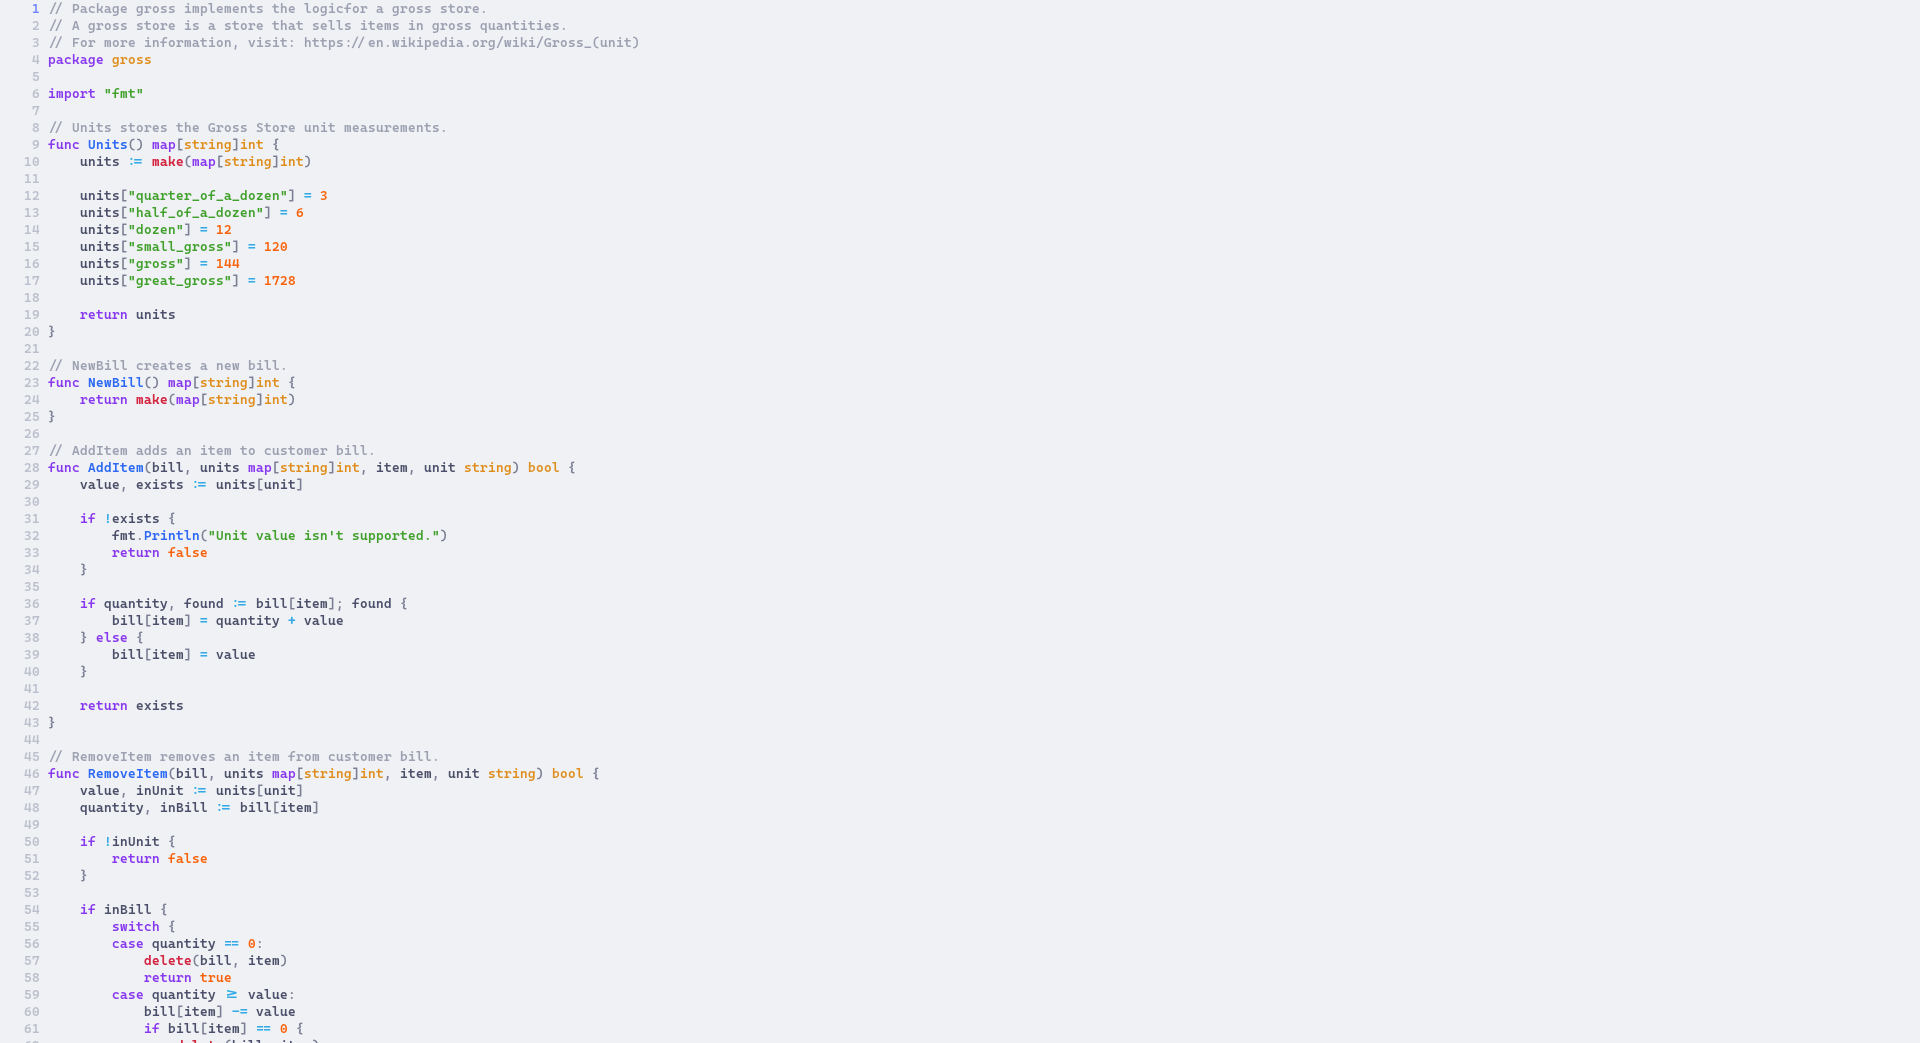 1 // Package gross implements the logicfor a gross store.
2 // A gross store is a store that sells items in gross quantities.
3 // For more information, visit: https://en.wikipedia.org/wiki/Gross_(unit)
4 package gross
5
6 import "fmt"
7
8 // Units stores the Gross Store unit measurements.
9 func Units() map[string]int {
10     units := make(map[string]int)
11
12     units["quarter_of_a_dozen"] = 3
13     units["half_of_a_dozen"] = 6
14     units["dozen"] = 12
15     units["small_gross"] = 120
16     units["gross"] = 144
17     units["great_gross"] = 1728
18
19     return units
20 }
21
22 // NewBill creates a new bill.
23 func NewBill() map[string]int {
24     return make(map[string]int)
25 }
26
27 // AddItem adds an item to customer bill.
28 func AddItem(bill, units map[string]int, item, unit string) bool {
29     value, exists := units[unit]
30
31     if !exists {
32         fmt.Println("Unit value isn't supported.")
33         return false
34     }
35
36     if quantity, found := bill[item]; found {
37         bill[item] = quantity + value
38     } else {
39         bill[item] = value
40     }
41
42     return exists
43 }
44
45 // RemoveItem removes an item from customer bill.
46 func RemoveItem(bill, units map[string]int, item, unit string) bool {
47     value, inUnit := units[unit]
48     quantity, inBill := bill[item]
49
50     if !inUnit {
51         return false
52     }
53
54     if inBill {
55         switch {
56         case quantity == 0:
57             delete(bill, item)
58             return true
59         case quantity >= value:
60             bill[item] -= value
61             if bill[item] == 0 {